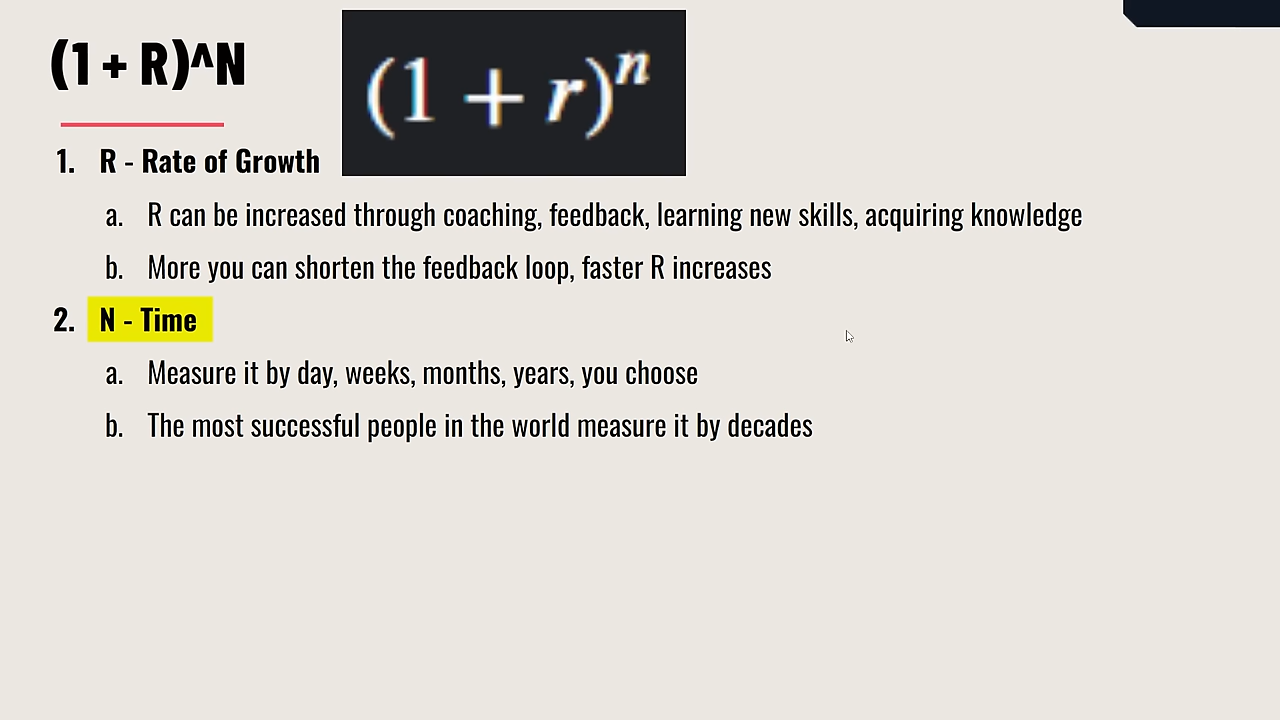 (1 + R)^N
(1 + r)ⁿ
1. R - Rate of Growth
a. R can be increased through coaching, feedback, learning new skills, acquiring knowledge
b. More you can shorten the feedback loop, faster R increases
2. N - Time
a. Measure it by day, weeks, months, years, you choose
b. The most successful people in the world measure it by decades